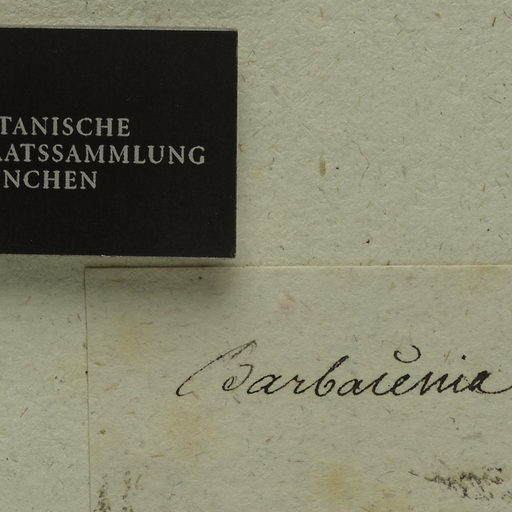 TANISCHE
AATSSAMMLUNG
NCHEN
Barbacenia